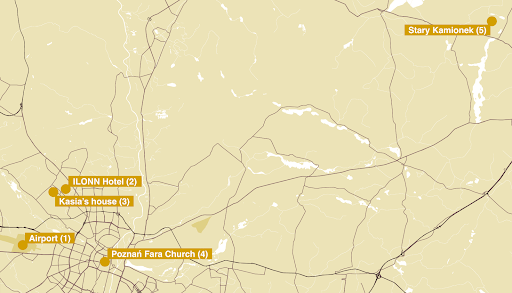 Stary Kamionek (5)
ILONN Hotel (2)
Kasia's house (3)
Airport (1)
Poznań Fara Church (4)